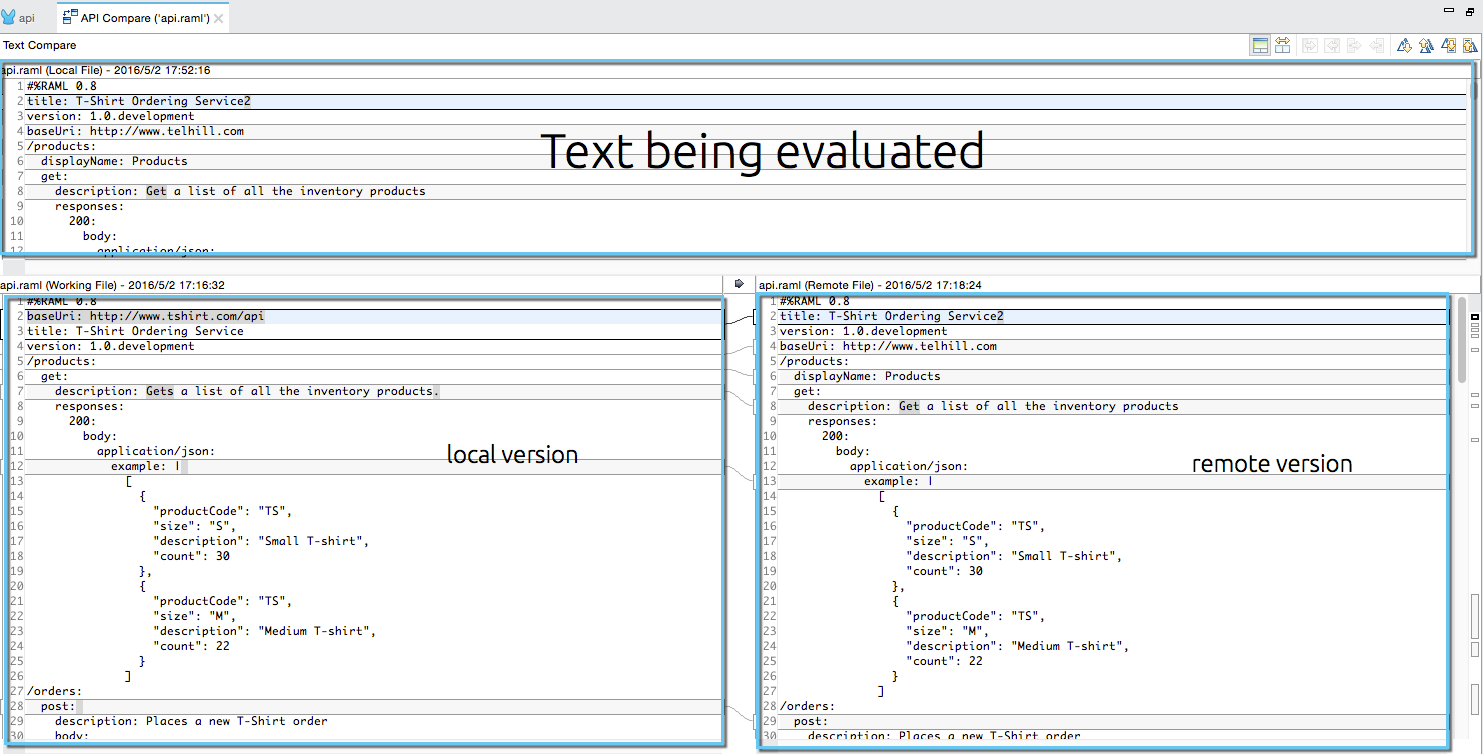 api
API Compare ('api.raml')
Text Compare
api.raml (Local File) - 2016/5/2 17:52:16
1 #%RAML 0.8
2 title: T-Shirt Ordering Service2
3 version: 1.0.development
4 baseUri: http://www.telhill.com
5 /products:
6 displayName: Products
7 get:
8 description: Get a list of all the inventory products
9 responses:
10 200:
11 body:
12 application/json:
Text being evaluated
api.raml (Working File) - 2016/5/2 17:16:32
1 #%RAML 0.8
2 baseUri: http://www.tshirt.com/api
3 title: T-Shirt Ordering Service
4 version: 1.0.development
5 /products:
6 get:
7 description: Gets a list of all the inventory products.
8 responses:
9 200:
10 body:
11 application/json:
12 example: |
13 [
14 {
15 "productCode": "TS",
16 "size": "S",
17 "description": "Small T-shirt",
18 "count": 30
19 },
20 {
21 "productCode": "TS",
22 "size": "M",
23 "description": "Medium T-shirt",
24 "count": 22
25 }
26 ]
27 /orders:
28 post:
29 description: Places a new T-Shirt order
30 body:
local version
api.raml (Remote File) - 2016/5/2 17:18:24
1 #%RAML 0.8
2 title: T-Shirt Ordering Service2
3 version: 1.0.development
4 baseUri: http://www.telhill.com
5 /products:
6 displayName: Products
7 get:
8 description: Get a list of all the inventory products
9 responses:
10 200:
11 body:
12 application/json:
13 example: |
14 [
15 {
16 "productCode": "TS",
17 "size": "S",
18 "description": "Small T-shirt",
19 "count": 30
20 },
21 {
22 "productCode": "TS",
23 "size": "M",
24 "description": "Medium T-shirt",
25 "count": 22
26 }
27 ]
28 /orders:
29 post:
30 description: Places a new T-Shirt order
remote version